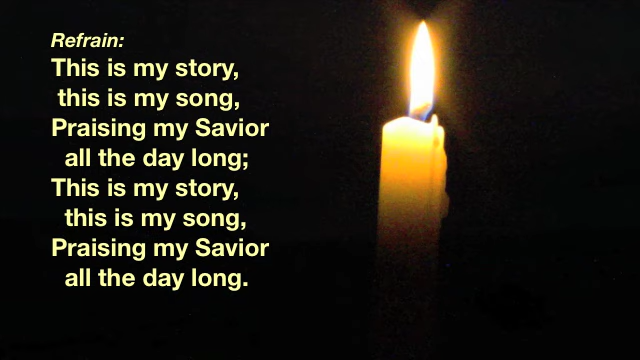 Refrain:
This is my story,
this is my song,
Praising my Savior
all the day long;
This is my story,
this is my song,
Praising my Savior
all the day long.